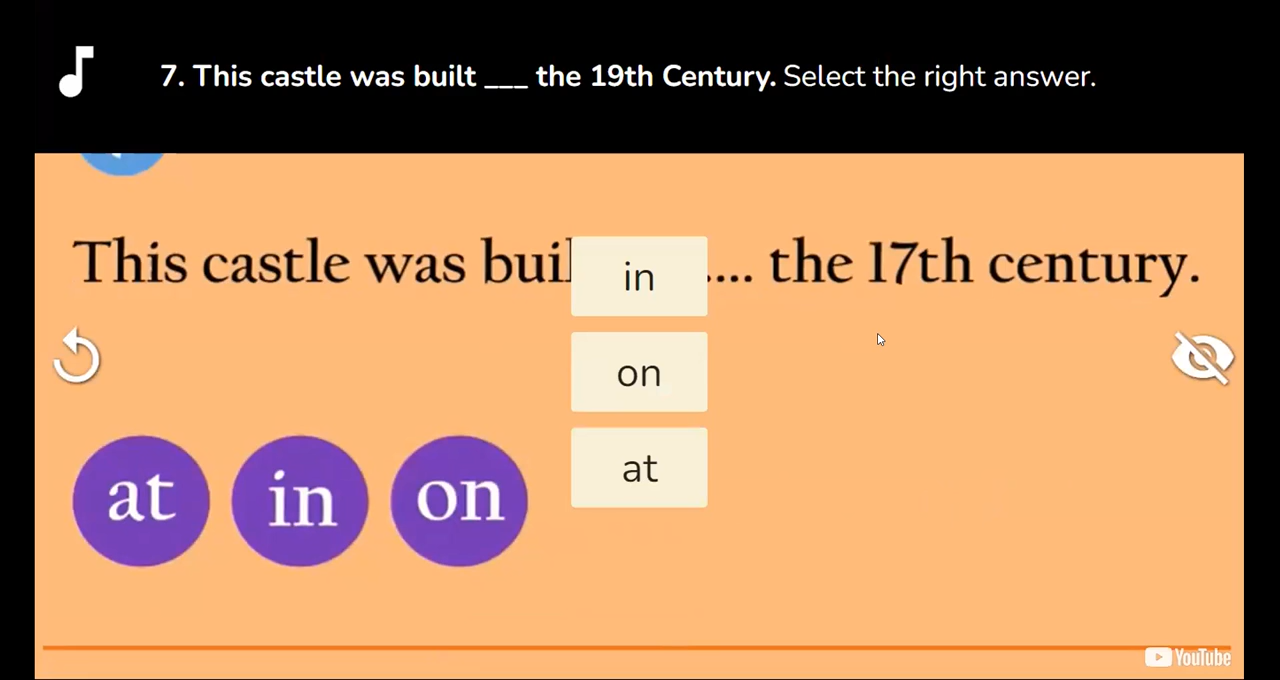 7. This castle was built ___ the 19th Century. Select the right answer.
This castle was buil .... the 17th century.
in
on
at
at in on
YouTube